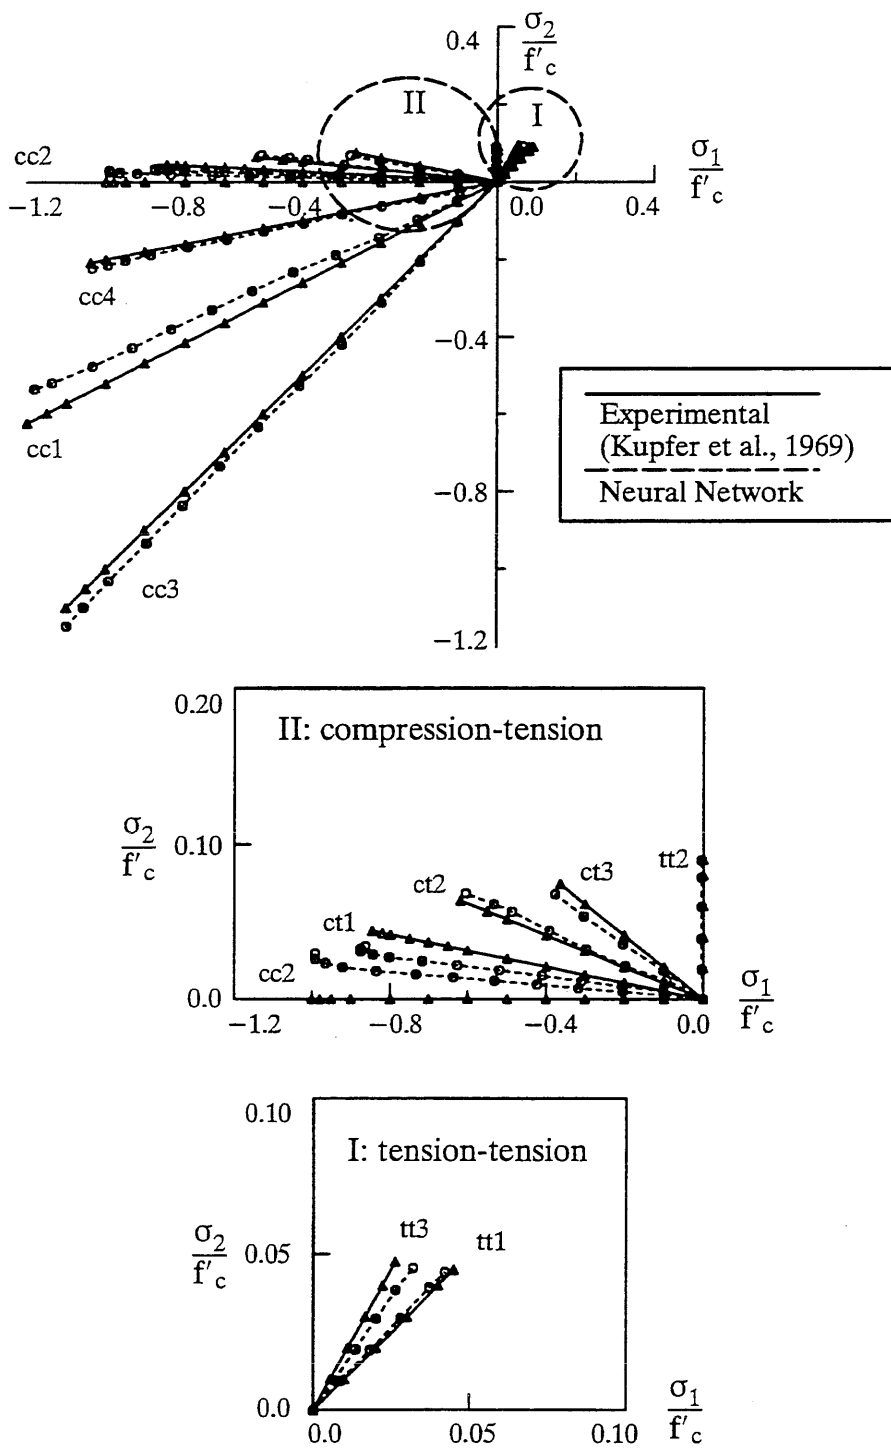 0.4
σ2
f′c
II
I
cc2
σ1
f′c
−1.2
−0.8
−0.4
0.0
0.4
cc4
−0.4
cc1
Experimental
(Kupfer et al., 1969)
Neural Network
−0.8
cc3
−1.2
0.20
II: compression-tension
σ2
f′c
0.10
tt2
ct3
ct2
ct1
cc2
0.0
−1.2
−0.8
−0.4
0.0
σ1
f′c
0.10
I: tension-tension
tt3
tt1
σ2
f′c
0.05
0.0
0.0
0.05
0.10
σ1
f′c